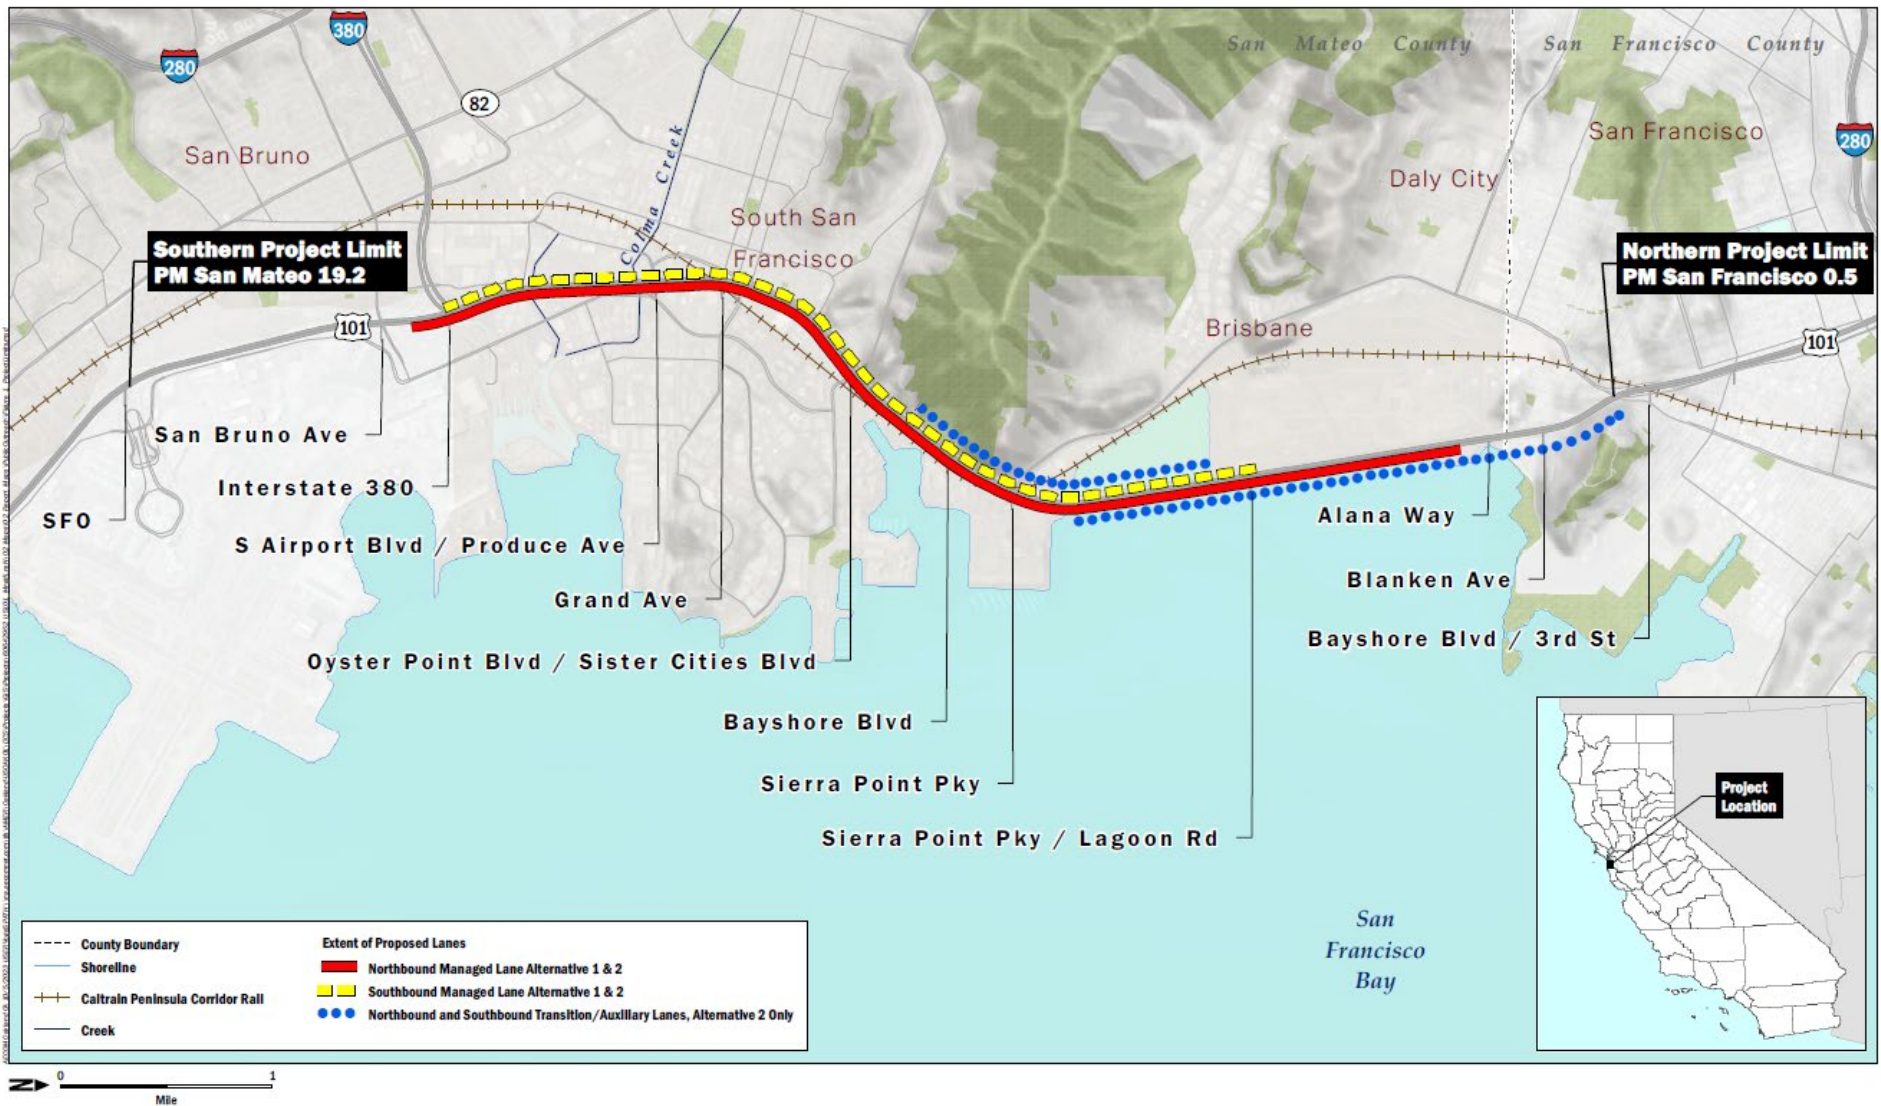 380
280
San Mateo County
San Francisco County
82
San Bruno
Colma Creek
San Francisco
280
Daly City
South San
Francisco
Southern Project Limit
PM San Mateo 19.2
Northern Project Limit
PM San Francisco 0.5
101
Brisbane
101
San Bruno Ave
Interstate 380
SFO
S Airport Blvd / Produce Ave
Alana Way
Grand Ave
Blanken Ave
Bayshore Blvd / 3rd St
Oyster Point Blvd / Sister Cities Blvd
Bayshore Blvd
Sierra Point Pky
Sierra Point Pky / Lagoon Rd
Project
Location
San
Francisco
Bay
County Boundary
Shoreline
Caltrain Peninsula Corridor Rail
Creek
Extent of Proposed Lanes
Northbound Managed Lane Alternative 1 & 2
Southbound Managed Lane Alternative 1 & 2
Northbound and Southbound Transition/Auxiliary Lanes, Alternative 2 Only
N
0 1
Mile